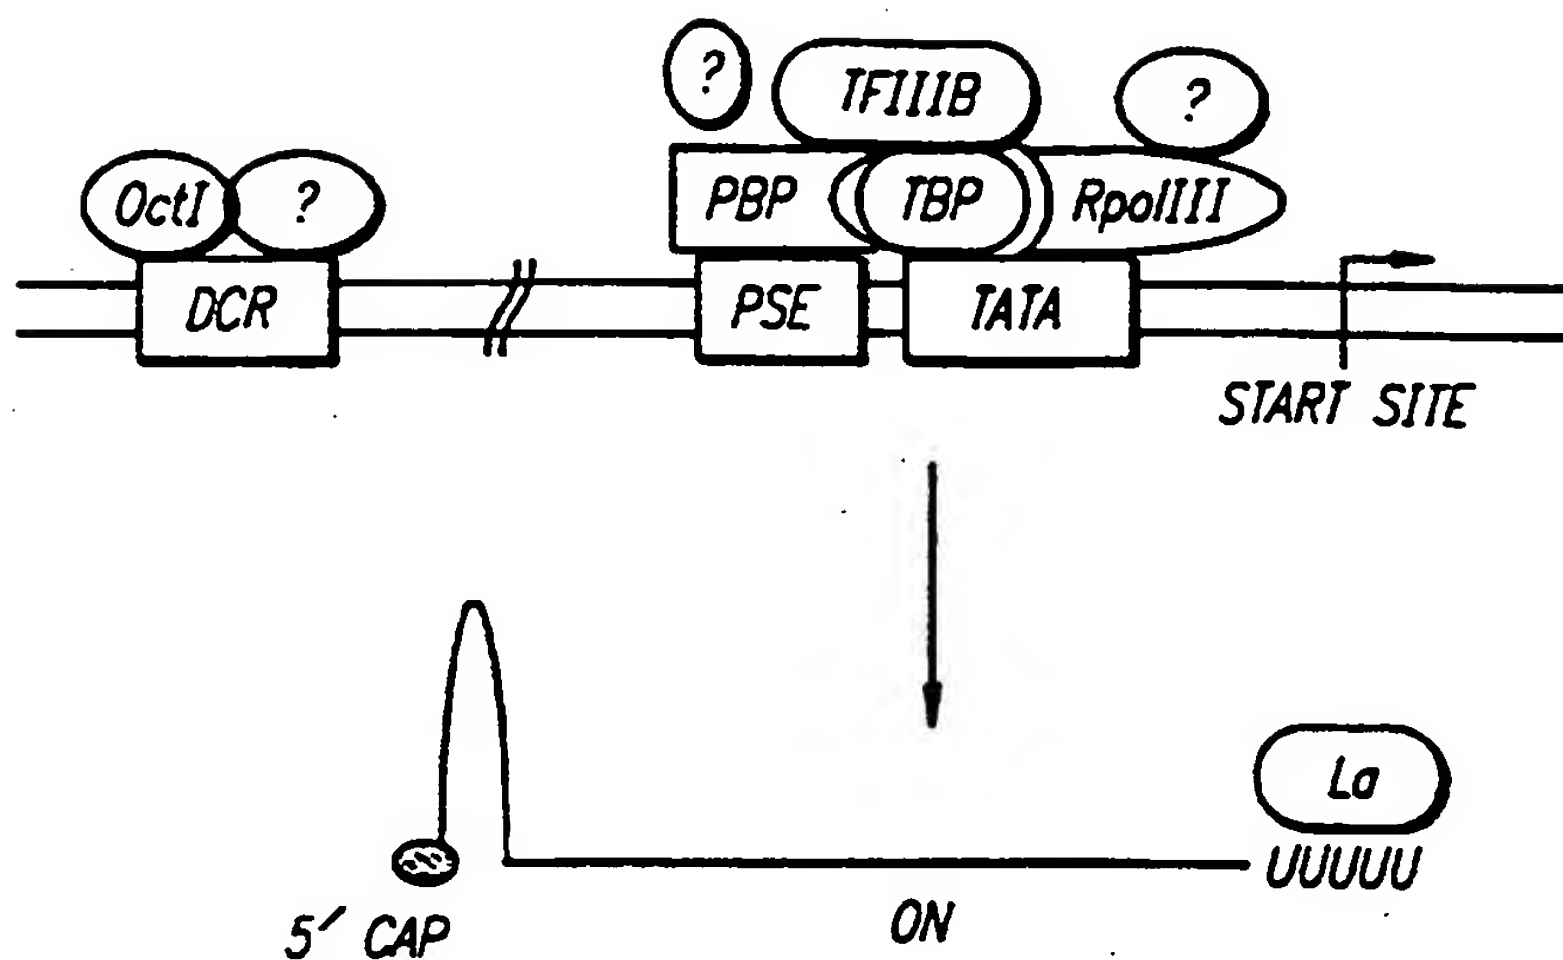 ?
TFIIIB
?
OctI
?
PBP
TBP
RpolIII
DCR
PSE
TATA
START SITE
La
UUUUU
5′ CAP
ON